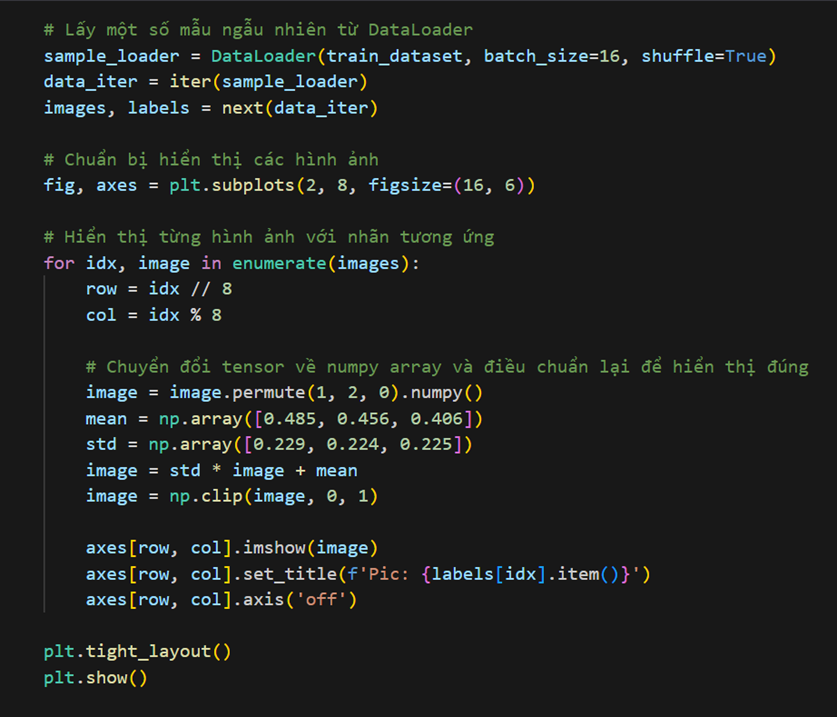 # Lấy một số mẫu ngẫu nhiên từ DataLoader
sample_loader = DataLoader(train_dataset, batch_size=16, shuffle=True)
data_iter = iter(sample_loader)
images, labels = next(data_iter)

# Chuẩn bị hiển thị các hình ảnh
fig, axes = plt.subplots(2, 8, figsize=(16, 6))

# Hiển thị từng hình ảnh với nhãn tương ứng
for idx, image in enumerate(images):
    row = idx // 8
    col = idx % 8

    # Chuyển đổi tensor về numpy array và điều chuẩn lại để hiển thị đúng
    image = image.permute(1, 2, 0).numpy()
    mean = np.array([0.485, 0.456, 0.406])
    std = np.array([0.229, 0.224, 0.225])
    image = std * image + mean
    image = np.clip(image, 0, 1)

    axes[row, col].imshow(image)
    axes[row, col].set_title(f'Pic: {labels[idx].item()}')
    axes[row, col].axis('off')

plt.tight_layout()
plt.show()